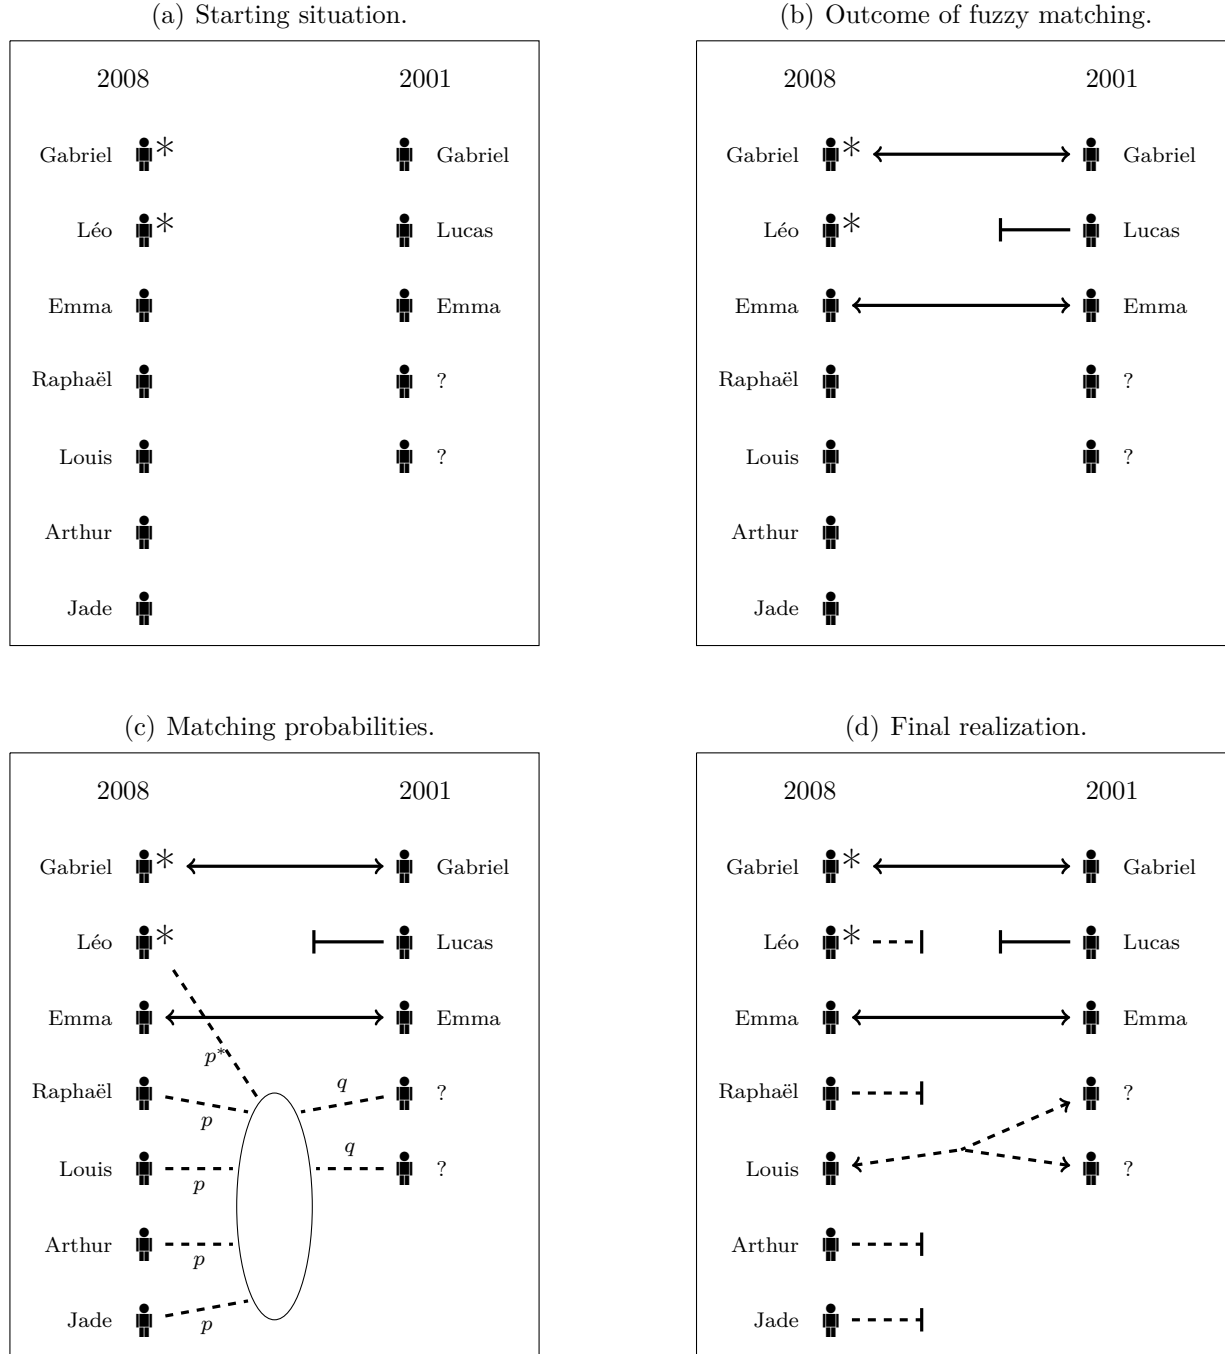 (a) Starting situation.
2008 2001
Gabriel * Gabriel
Léo * Lucas
Emma Emma
Raphaël ?
Louis ?
Arthur
Jade
(b) Outcome of fuzzy matching.
2008 2001
Gabriel * Gabriel
Léo * Lucas
Emma Emma
Raphaël ?
Louis ?
Arthur
Jade
(c) Matching probabilities.
2008 2001
Gabriel * Gabriel
Léo * Lucas
Emma Emma
p*
Raphaël q ?
p
Louis q ?
p
Arthur
p
Jade
p
(d) Final realization.
2008 2001
Gabriel * Gabriel
Léo * Lucas
Emma Emma
Raphaël ?
Louis ?
Arthur
Jade